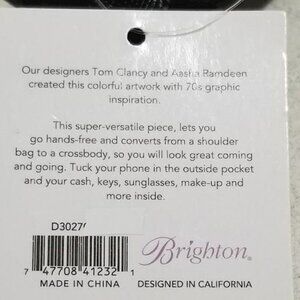 Our designers Tom Clancy and Aasha Ramdeen
created this colorful artwork with 70s graphic
inspiration.
This super-versatile piece, lets you
go hands-free and converts from a shoulder
bag to a crossbody, so you will look great coming
and going. Tuck your phone in the outside pocket
and your cash, keys, sunglasses, make-up and
more inside.
D3027
Brighton®
7 47708 41232 1
MADE IN CHINA
DESIGNED IN CALIFORNIA